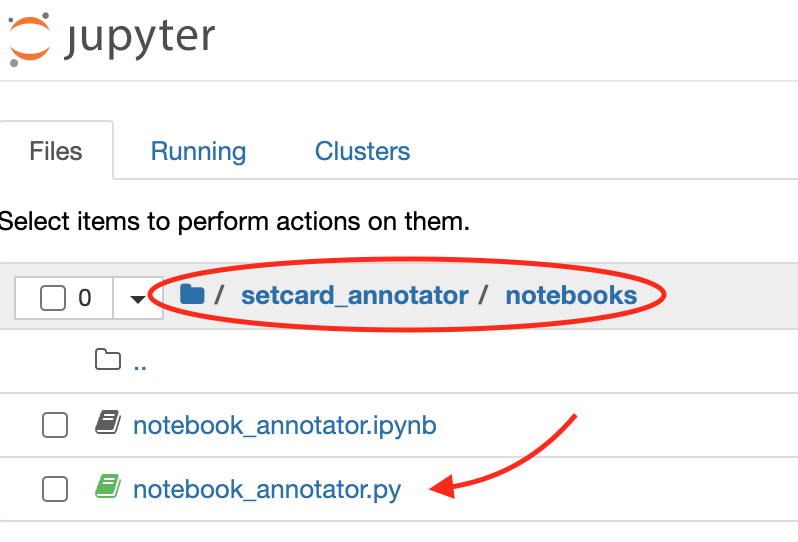 jupyter
Files Running Clusters
Select items to perform actions on them.
0 / setcard_annotator / notebooks
..
notebook_annotator.ipynb
notebook_annotator.py